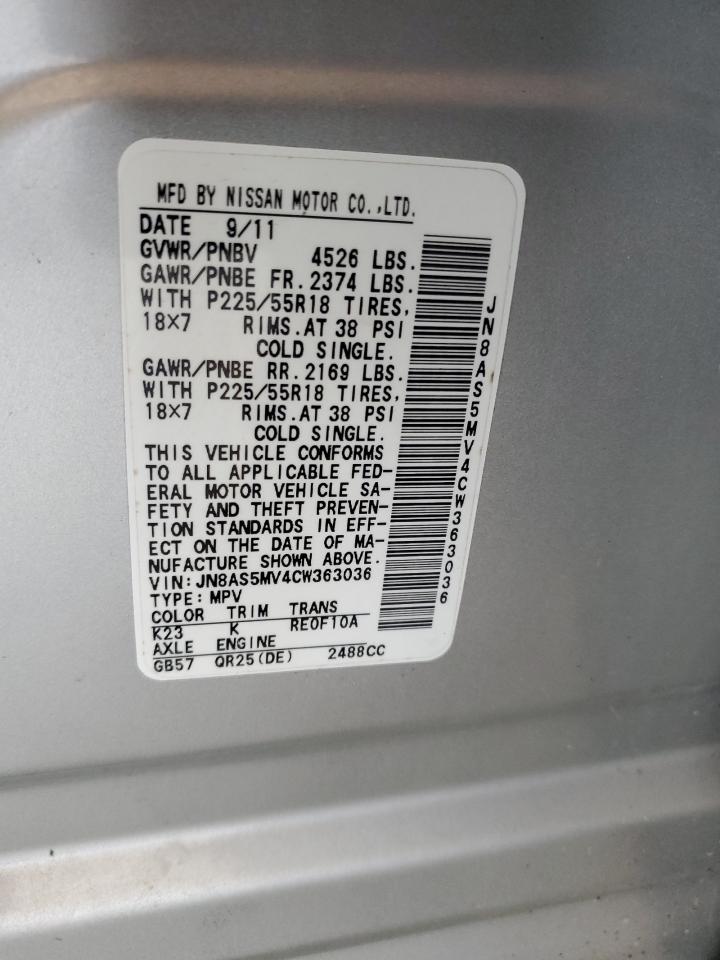 MFD BY NISSAN MOTOR CO.,LTD.
DATE 9/11
GVWR/PNBV 4526 LBS.
GAWR/PNBE FR.2374 LBS.
WITH P225/55R18 TIRES,
18×7 RIMS.AT 38 PSI
COLD SINGLE.
GAWR/PNBE RR.2169 LBS.
WITH P225/55R18 TIRES,
18×7 RIMS.AT 38 PSI
COLD SINGLE.
THIS VEHICLE CONFORMS
TO ALL APPLICABLE FED-
ERAL MOTOR VEHICLE SA-
FETY AND THEFT PREVEN-
TION STANDARDS IN EFF-
ECT ON THE DATE OF MA-
NUFACTURE SHOWN ABOVE.
VIN:JN8AS5MV4CW363036
TYPE:MPV
COLOR TRIM TRANS
K23 K RE0F10A
AXLE ENGINE
GB57 QR25(DE) 2488CC
JN8AS5MV4CW363036